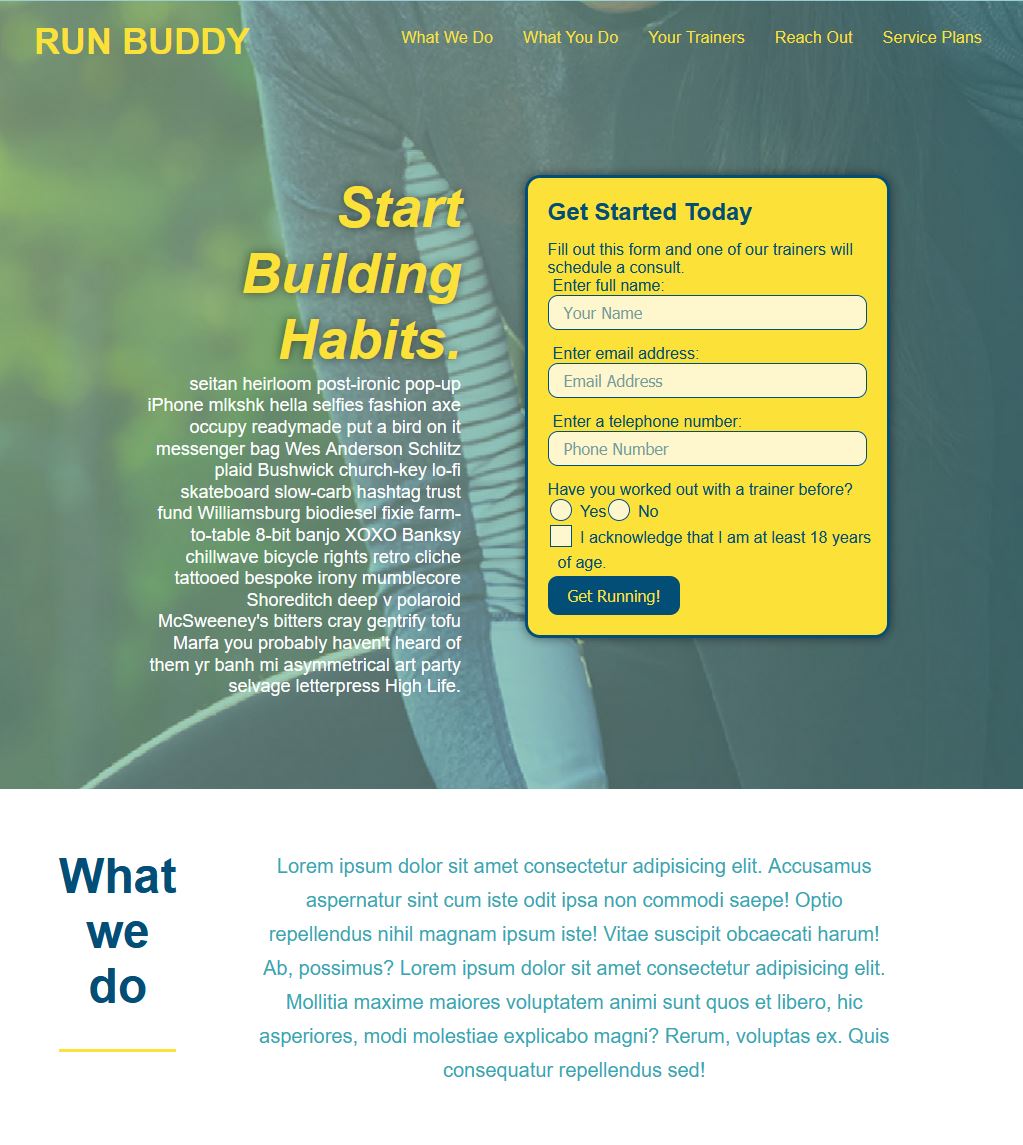 RUN BUDDY
What We Do
What You Do
Your Trainers
Reach Out
Service Plans
Start
Building
Habits.
seitan heirloom post-ironic pop-up
iPhone mlkshk hella selfies fashion axe
occupy readymade put a bird on it
messenger bag Wes Anderson Schlitz
plaid Bushwick church-key lo-fi
skateboard slow-carb hashtag trust
fund Williamsburg biodiesel fixie farm-
to-table 8-bit banjo XOXO Banksy
chillwave bicycle rights retro cliche
tattooed bespoke irony mumblecore
Shoreditch deep v polaroid
McSweeney's bitters cray gentrify tofu
Marfa you probably haven't heard of
them yr banh mi asymmetrical art party
selvage letterpress High Life.
Get Started Today
Fill out this form and one of our trainers will
schedule a consult.
Enter full name:
Your Name
Enter email address:
Email Address
Enter a telephone number:
Phone Number
Have you worked out with a trainer before?
Yes No
I acknowledge that I am at least 18 years
of age.
Get Running!
What
we
do
Lorem ipsum dolor sit amet consectetur adipisicing elit. Accusamus
aspernatur sint cum iste odit ipsa non commodi saepe! Optio
repellendus nihil magnam ipsum iste! Vitae suscipit obcaecati harum!
Ab, possimus? Lorem ipsum dolor sit amet consectetur adipisicing elit.
Mollitia maxime maiores voluptatem animi sunt quos et libero, hic
asperiores, modi molestiae explicabo magni? Rerum, voluptas ex. Quis
consequatur repellendus sed!